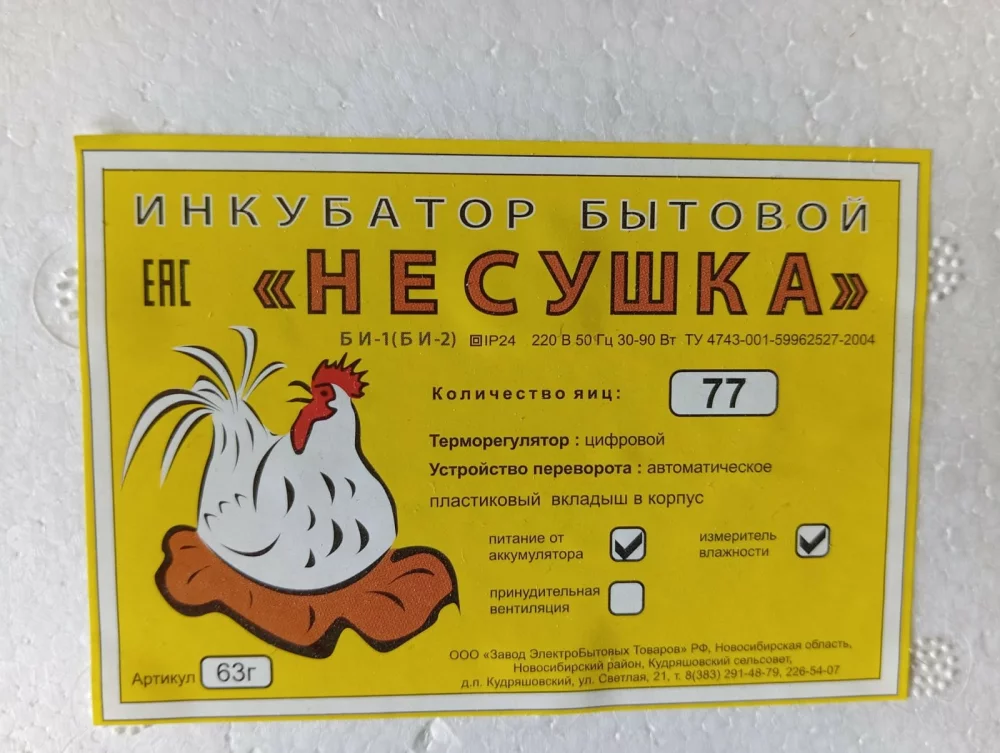 ИНКУБАТОР БЫТОВОЙ
ЕАС «НЕСУШКА»
БИ-1(БИ-2) IP24 220 В 50 Гц 30-90 Вт ТУ 4743-001-59962527-2004
Количество яиц: 77
Терморегулятор : цифровой
Устройство переворота : автоматическое
пластиковый вкладыш в корпус
питание от
аккумулятора
измеритель
влажности
принудительная
вентиляция
ООО «Завод ЭлектроБытовых Товаров» РФ, Новосибирская область,
Новосибирский район, Кудряшовский сельсовет,
д.п. Кудряшовский, ул. Светлая, 21, т. 8(383) 291-48-79, 226-54-07
Артикул 63г